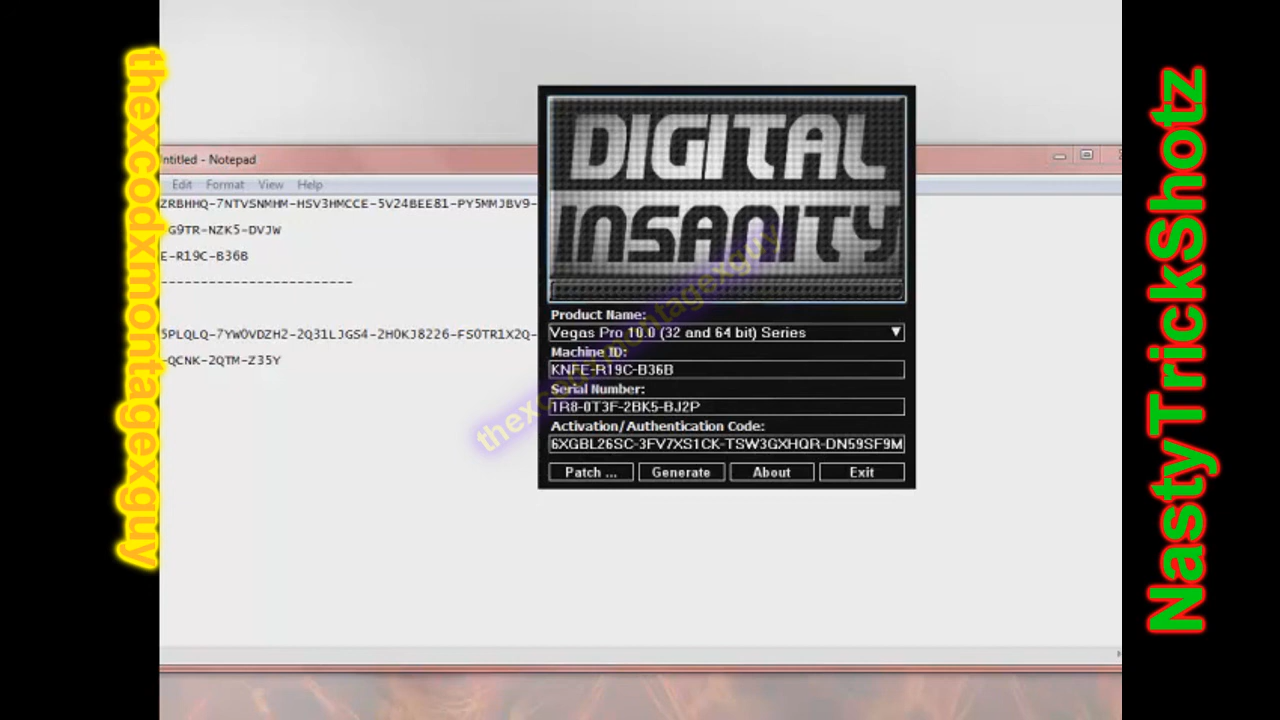 thexcodxmontagexguy
ntitled - Notepad
Edit Format View Help
ZRBHHQ-7NTVSNMHM-HSV3HMCCE-5V24BEE81-PY5MMJBV9-
G9TR-NZK5-DVJW
E-R19C-B36B
------------------------
5PLQLQ-7YWOVDZH2-2Q31LJGS4-2H0KJ8226-FS0TR1X2Q-
-QCNK-2QTM-Z35Y
DIGITAL
INSANITY
Product Name:
Vegas Pro 10.0 (32 and 64 bit) Series
Machine ID:
KNFE-R19C-B36B
Serial Number:
1R8-0T3F-2BK5-BJ2P
Activation/Authentication Code:
6XGBL26SC-3FV7XS1CK-TSW3GXHQR-DN59SF9M
Patch ... Generate About Exit
thexcodxmontagexguy
NastyTrickShotz